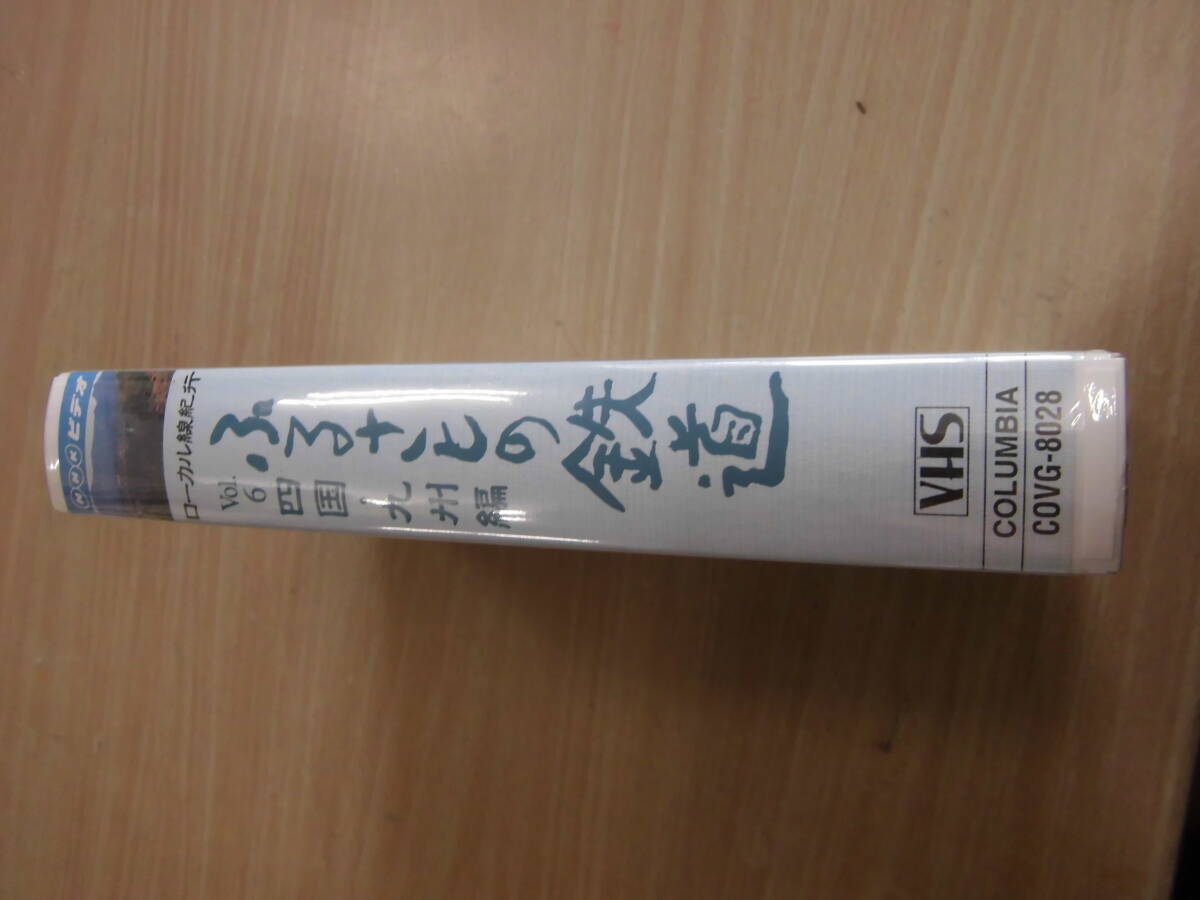 NHKビデオ
ローカル線紀行
ふるさとの鉄道
Vol. 6 四国 九州編
VHS
COLUMBIA
COVG-8028